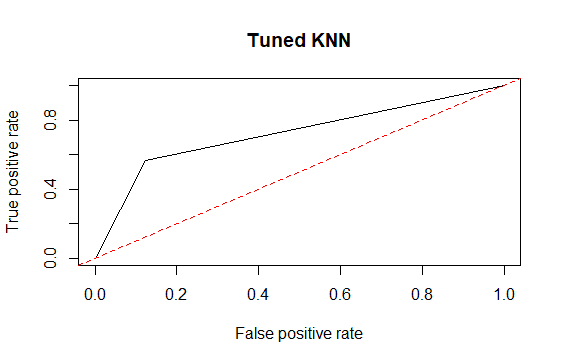 Tuned KNN
True positive rate
0.8
0.4
0.0
0.0 0.2 0.4 0.6 0.8 1.0
False positive rate